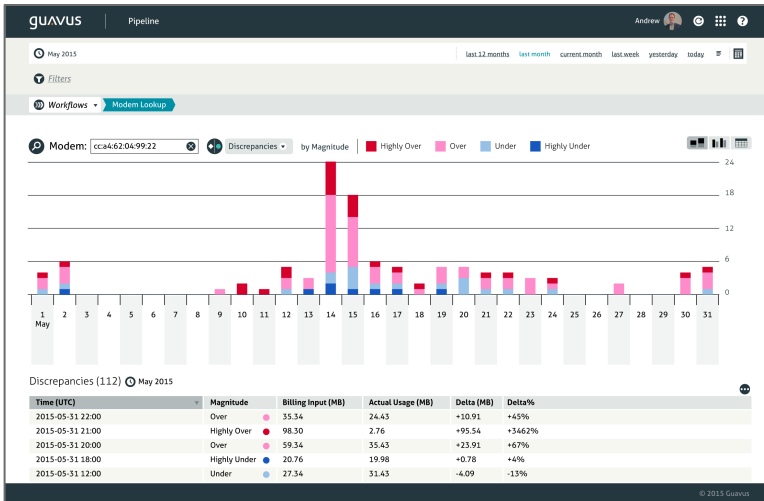 guavus
Pipeline
Andrew
May 2015
last 12 months last month current month last week yesterday today
Filters
Workflows Modem Lookup
Modem: cc:a4:62:04:99:22 Discrepancies by Magnitude Highly Over Over Under Highly Under
24
18
12
6
0
1 2 3 4 5 6 7 8 9 10 11 12 13 14 15 16 17 18 19 20 21 22 23 24 25 26 27 28 29 30 31
May
Discrepancies (112) May 2015
Time (UTC) Magnitude Billing Input (MB) Actual Usage (MB) Delta (MB) Delta%
2015-05-31 22:00 Over 35.34 24.43 +10.91 +45%
2015-05-31 21:00 Highly Over 98.30 2.76 +95.54 +3462%
2015-05-31 20:00 Over 59.34 35.43 +23.91 +67%
2015-05-31 18:00 Highly Under 20.76 19.98 +0.78 +4%
2015-05-31 12:00 Under 27.34 31.43 -4.09 -13%
© 2015 Guavus